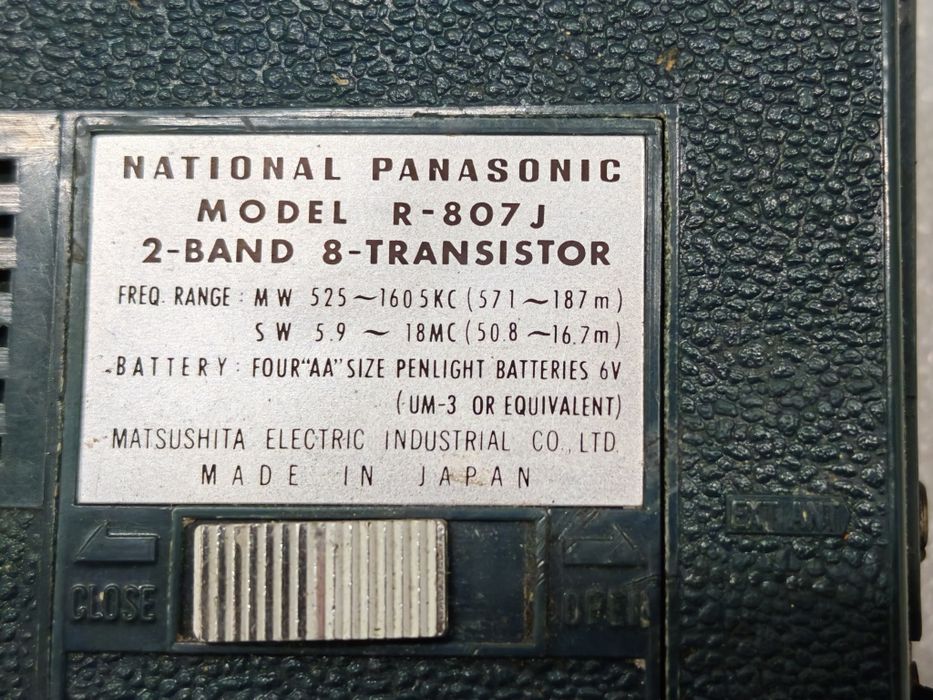 NATIONAL PANASONIC
MODEL R-807J
2-BAND 8-TRANSISTOR
FREQ. RANGE : MW 525~1605KC (571~187m)
SW 5.9 ~ 18MC (50.8~16.7m)
BATTERY : FOUR "AA" SIZE PENLIGHT BATTERIES 6V
(UM-3 OR EQUIVALENT)
MATSUSHITA ELECTRIC INDUSTRIAL CO., LTD.
MADE IN JAPAN
EXT ANT
CLOSE
OPEN